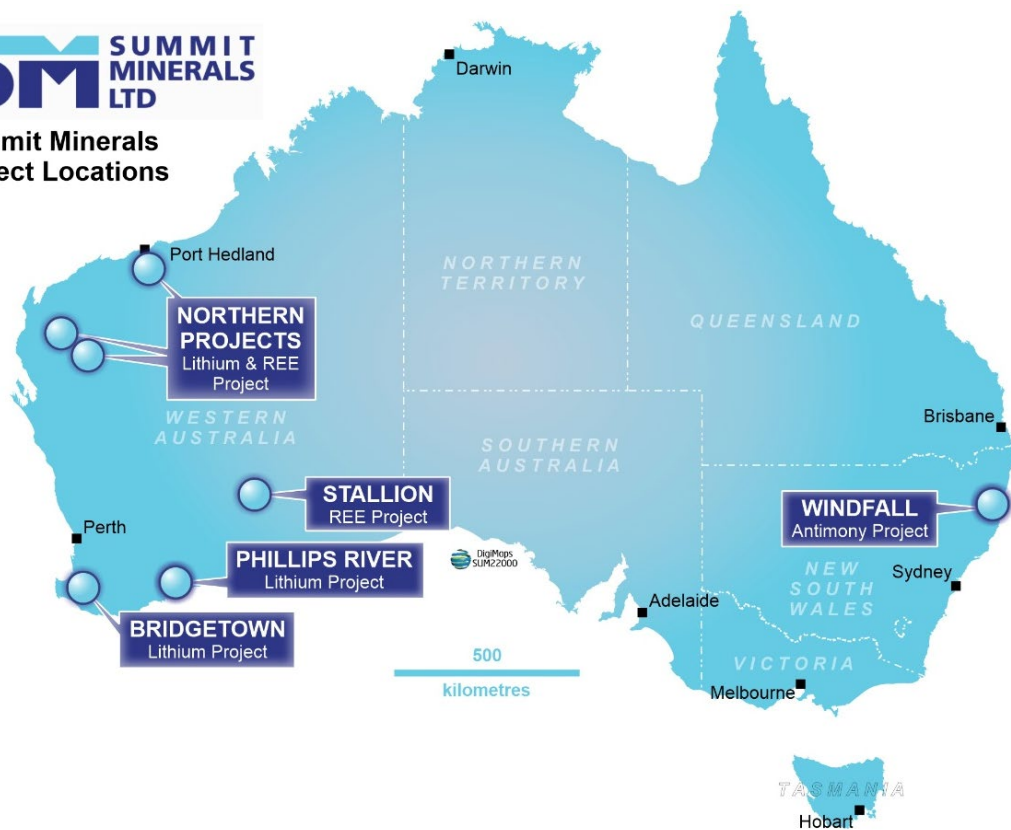 SUMMIT
MINERALS
LTD
mit Minerals
ect Locations
Darwin
Port Hedland
NORTHERN
PROJECTS
Lithium & REE
Project
NORTHERN
TERRITORY
QUEENSLAND
WESTERN
AUSTRALIA
SOUTHERN
AUSTRALIA
Brisbane
STALLION
REE Project
WINDFALL
Antimony Project
Perth
PHILLIPS RIVER
Lithium Project
DigiMaps
SUM22000
NEW
SOUTH
WALES
Sydney
Adelaide
BRIDGETOWN
Lithium Project
500
kilometres
VICTORIA
Melbourne
TASMANIA
Hobart